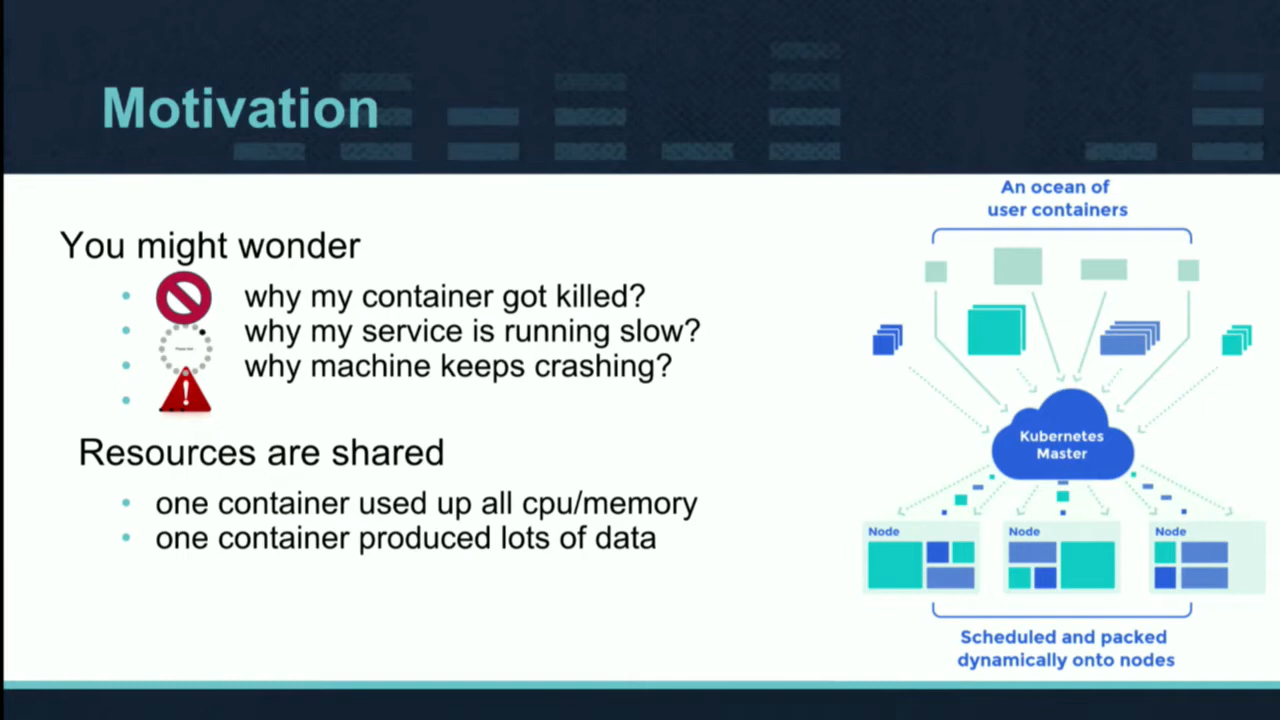 Motivation
You might wonder
why my container got killed?
why my service is running slow?
why machine keeps crashing?
...
Resources are shared
one container used up all cpu/memory
one container produced lots of data
An ocean of
user containers
Kubernetes
Master
Node
Node
Node
Scheduled and packed
dynamically onto nodes